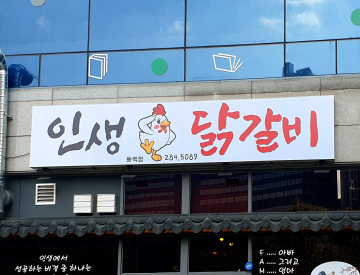 인생 닭갈비
동백점 284.5089
인생에서
성공하는 비결 중 하나는
F ..... 아빠
A ..... 그리고
M ..... 엄마